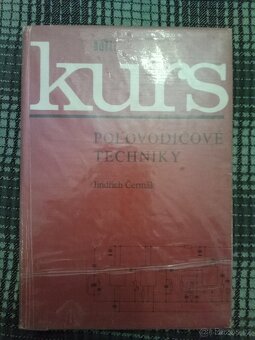 kurs
POLOVODIČOVÉ
TECHNIKY
Jindřich Čermák